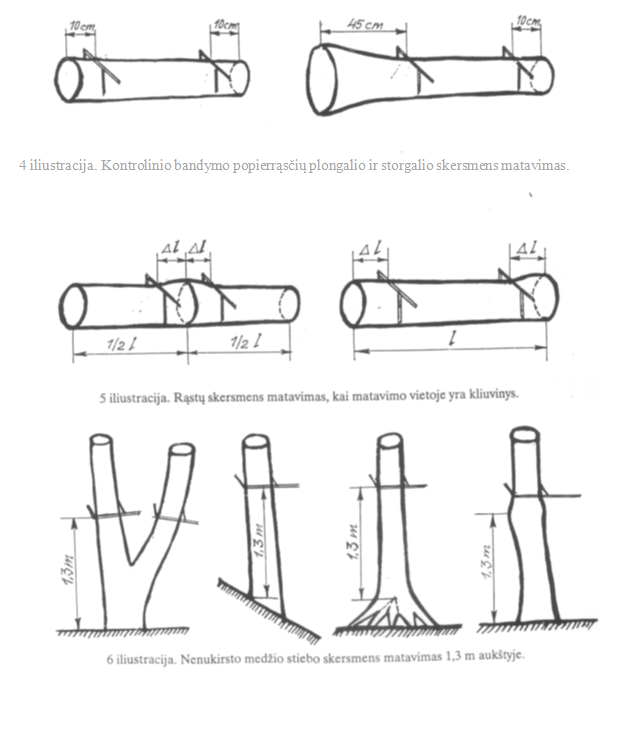 10cm 10cm 45 cm 10cm
4 iliustracija. Kontrolinio bandymo popierrąsčių plongalio ir storgalio skersmens matavimas.
Δl Δl Δl Δl
1/2 l 1/2 l l
5 iliustracija. Rąstų skersmens matavimas, kai matavimo vietoje yra kliuvinys.
1,3m 1,3 m 1,3 m 1,3 m
6 iliustracija. Nenukirsto medžio stiebo skersmens matavimas 1,3 m aukštyje.